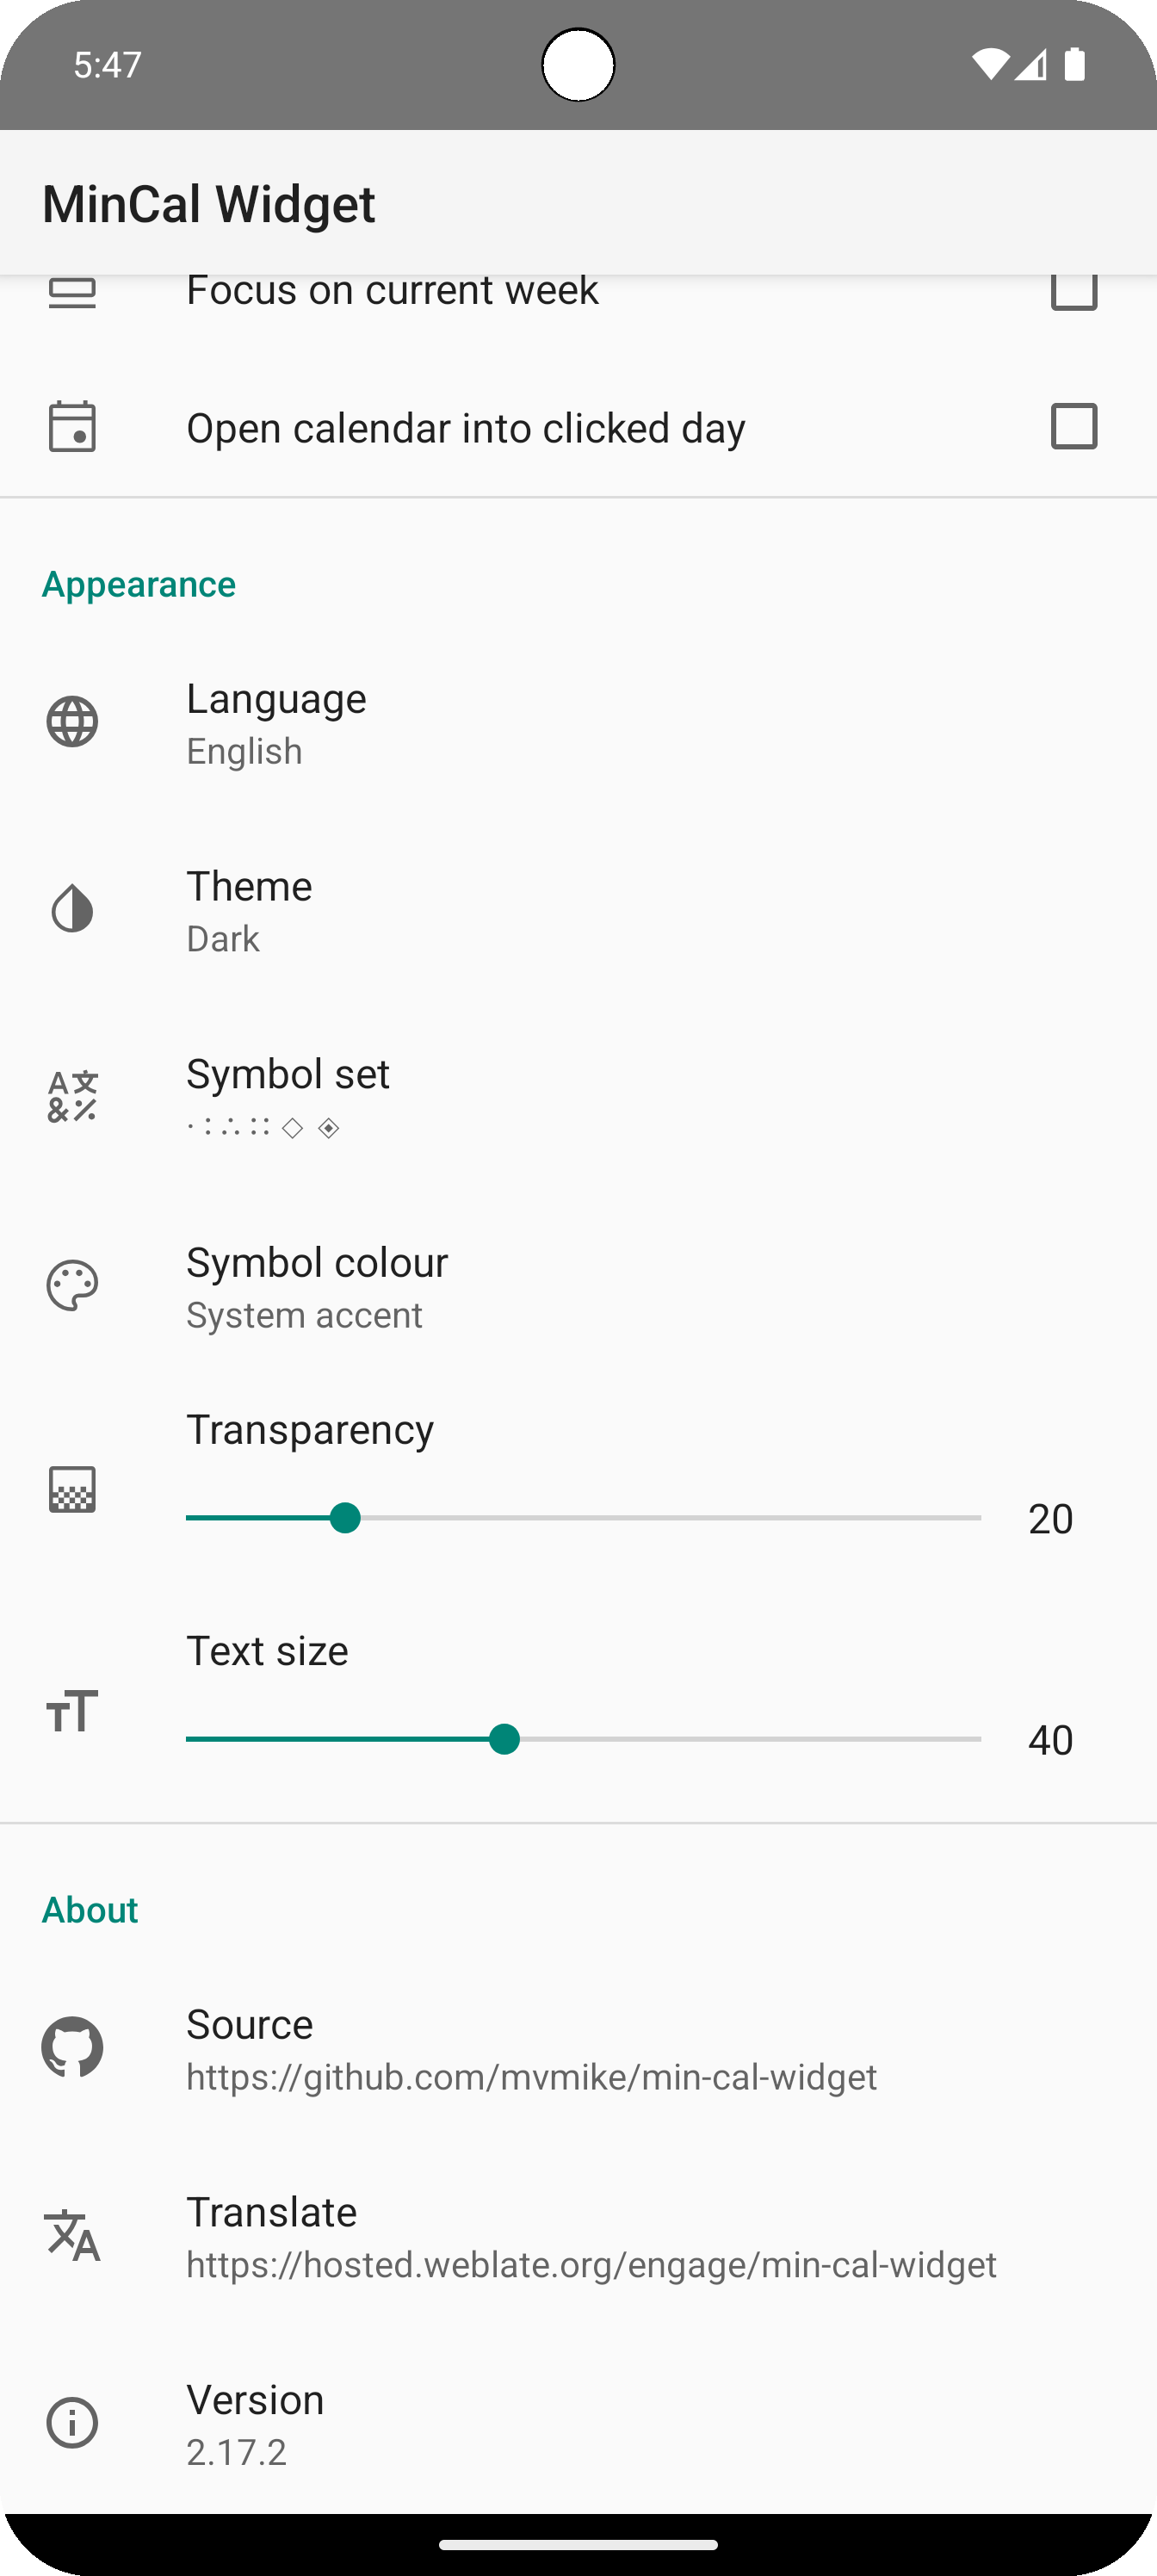 5:47
MinCal Widget
Focus on current week
Open calendar into clicked day
Appearance
Language
English
Theme
Dark
Symbol set
· ∶ ∴ ∷ ◇ ◈
Symbol colour
System accent
Transparency
20
Text size
40
About
Source
https://github.com/mvmike/min-cal-widget
Translate
https://hosted.weblate.org/engage/min-cal-widget
Version
2.17.2